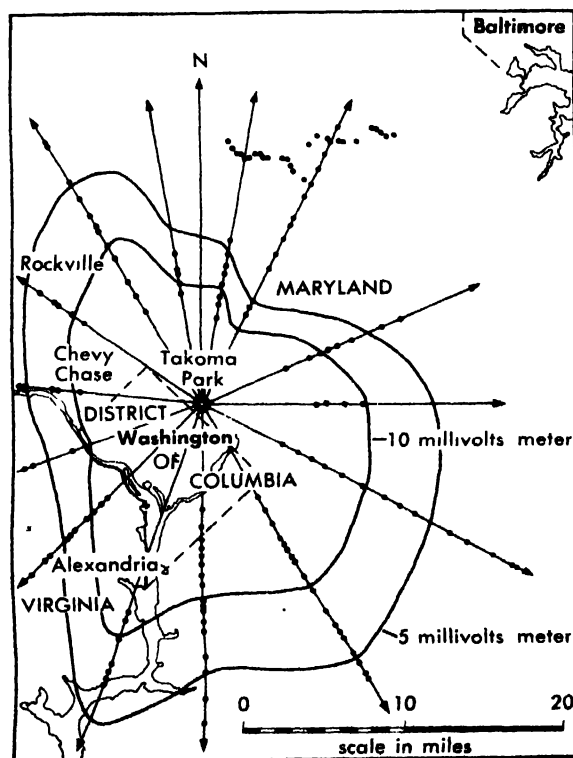 Baltimore
N
Rockville
MARYLAND
Chevy
Chase
Takoma
Park
DISTRICT
Washington
OF
10 millivolts meter
COLUMBIA
Alexandria
VIRGINIA
5 millivolts meter
0 10 20
scale in miles